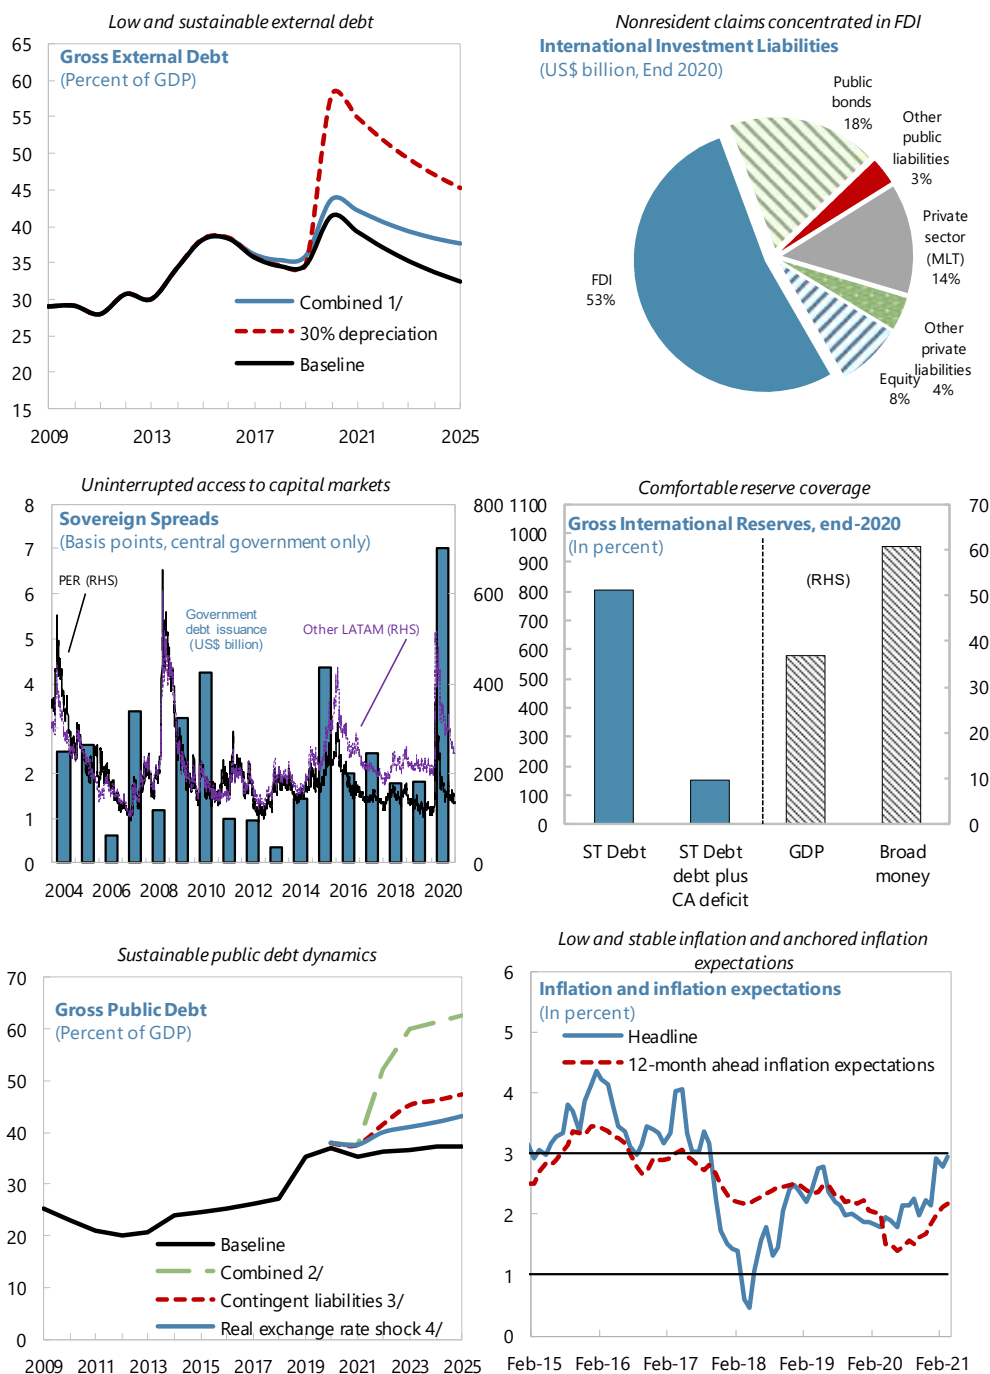 Low and sustainable external debt
Gross External Debt
(Percent of GDP)
65
60
55
50
45
40
35
30
25
20
15
Combined 1/
30% depreciation
Baseline
2009 2013 2017 2021 2025
Nonresident claims concentrated in FDI
International Investment Liabilities
(US$ billion, End 2020)
Public
bonds
18%
Other
public
liabilities
3%
Private
sector
(MLT)
14%
Other
private
liabilities
4%
Equity
8%
FDI
53%
Uninterrupted access to capital markets
Sovereign Spreads
(Basis points, central government only)
8
7
6
5
4
3
2
1
0
800
600
400
200
0
PER (RHS)
Government
debt issuance
(US$ billion)
Other LATAM (RHS)
2004 2006 2008 2010 2012 2014 2016 2018 2020
Comfortable reserve coverage
Gross International Reserves, end-2020
(In percent)
1100
1000
900
800
700
600
500
400
300
200
100
0
70
60
50
40
30
20
10
0
(RHS)
ST Debt
ST Debt
debt plus
CA deficit
GDP
Broad
money
Sustainable public debt dynamics
Gross Public Debt
(Percent of GDP)
70
60
50
40
30
20
10
0
Baseline
Combined 2/
Contingent liabilities 3/
Real exchange rate shock 4/
2009 2011 2013 2015 2017 2019 2021 2023 2025
Low and stable inflation and anchored inflation
expectations
Inflation and inflation expectations
(In percent)
Headline
12-month ahead inflation expectations
6
5
4
3
2
1
0
Feb-15 Feb-16 Feb-17 Feb-18 Feb-19 Feb-20 Feb-21